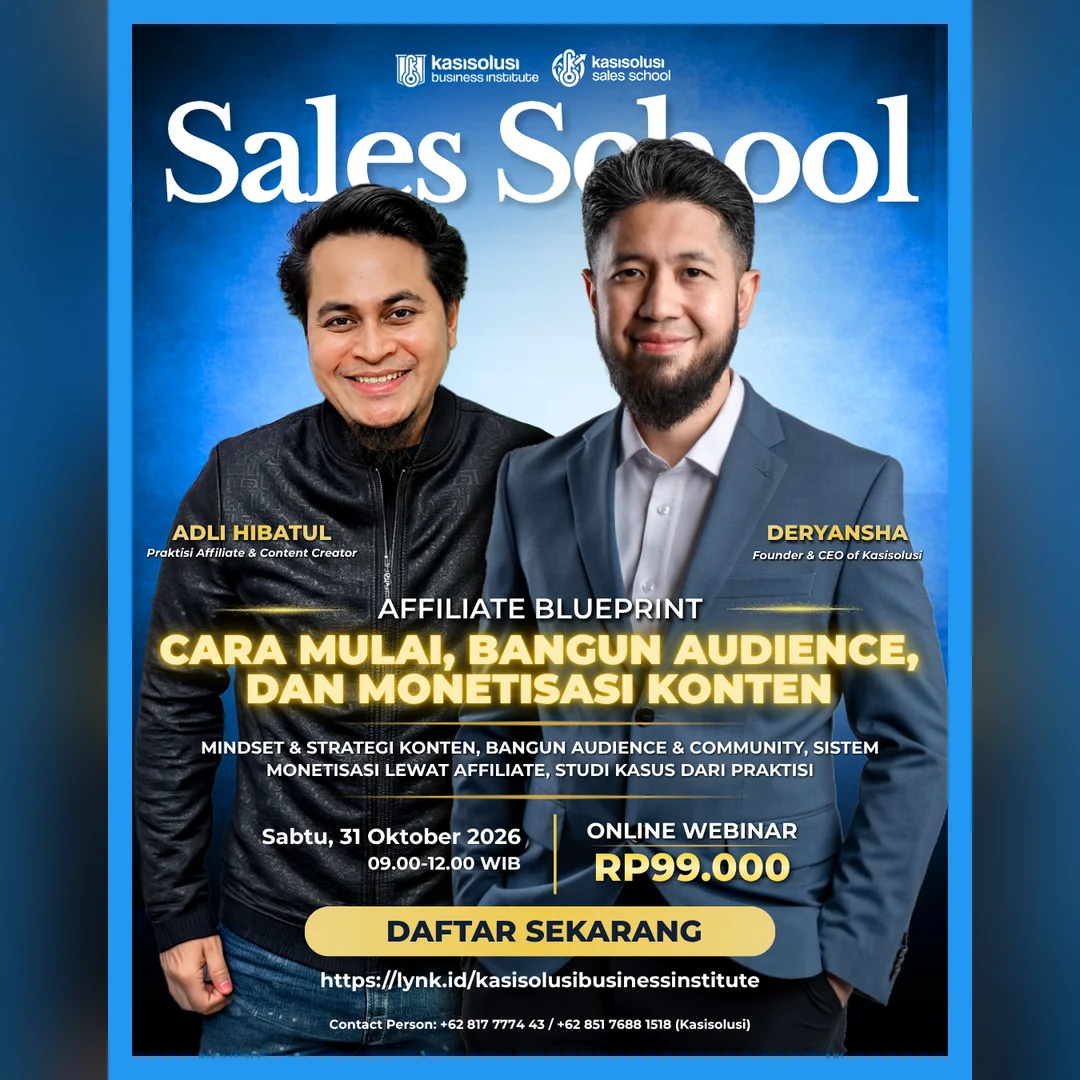 kasisolusi
business institute
kasisolusi
sales school
Sales School
ADLI HIBATUL
Praktisi Affiliate & Content Creator
DERYANSHA
Founder & CEO of Kasisolusi
AFFILIATE BLUEPRINT
CARA MULAI, BANGUN AUDIENCE,
DAN MONETISASI KONTEN
MINDSET & STRATEGI KONTEN, BANGUN AUDIENCE & COMMUNITY, SISTEM
MONETISASI LEWAT AFFILIATE, STUDI KASUS DARI PRAKTISI
Sabtu, 31 Oktober 2026
09.00-12.00 WIB
ONLINE WEBINAR
RP99.000
DAFTAR SEKARANG
https://lynk.id/kasisolusibusinessinstitute
Contact Person: +62 817 7774 43 / +62 851 7688 1518 (Kasisolusi)